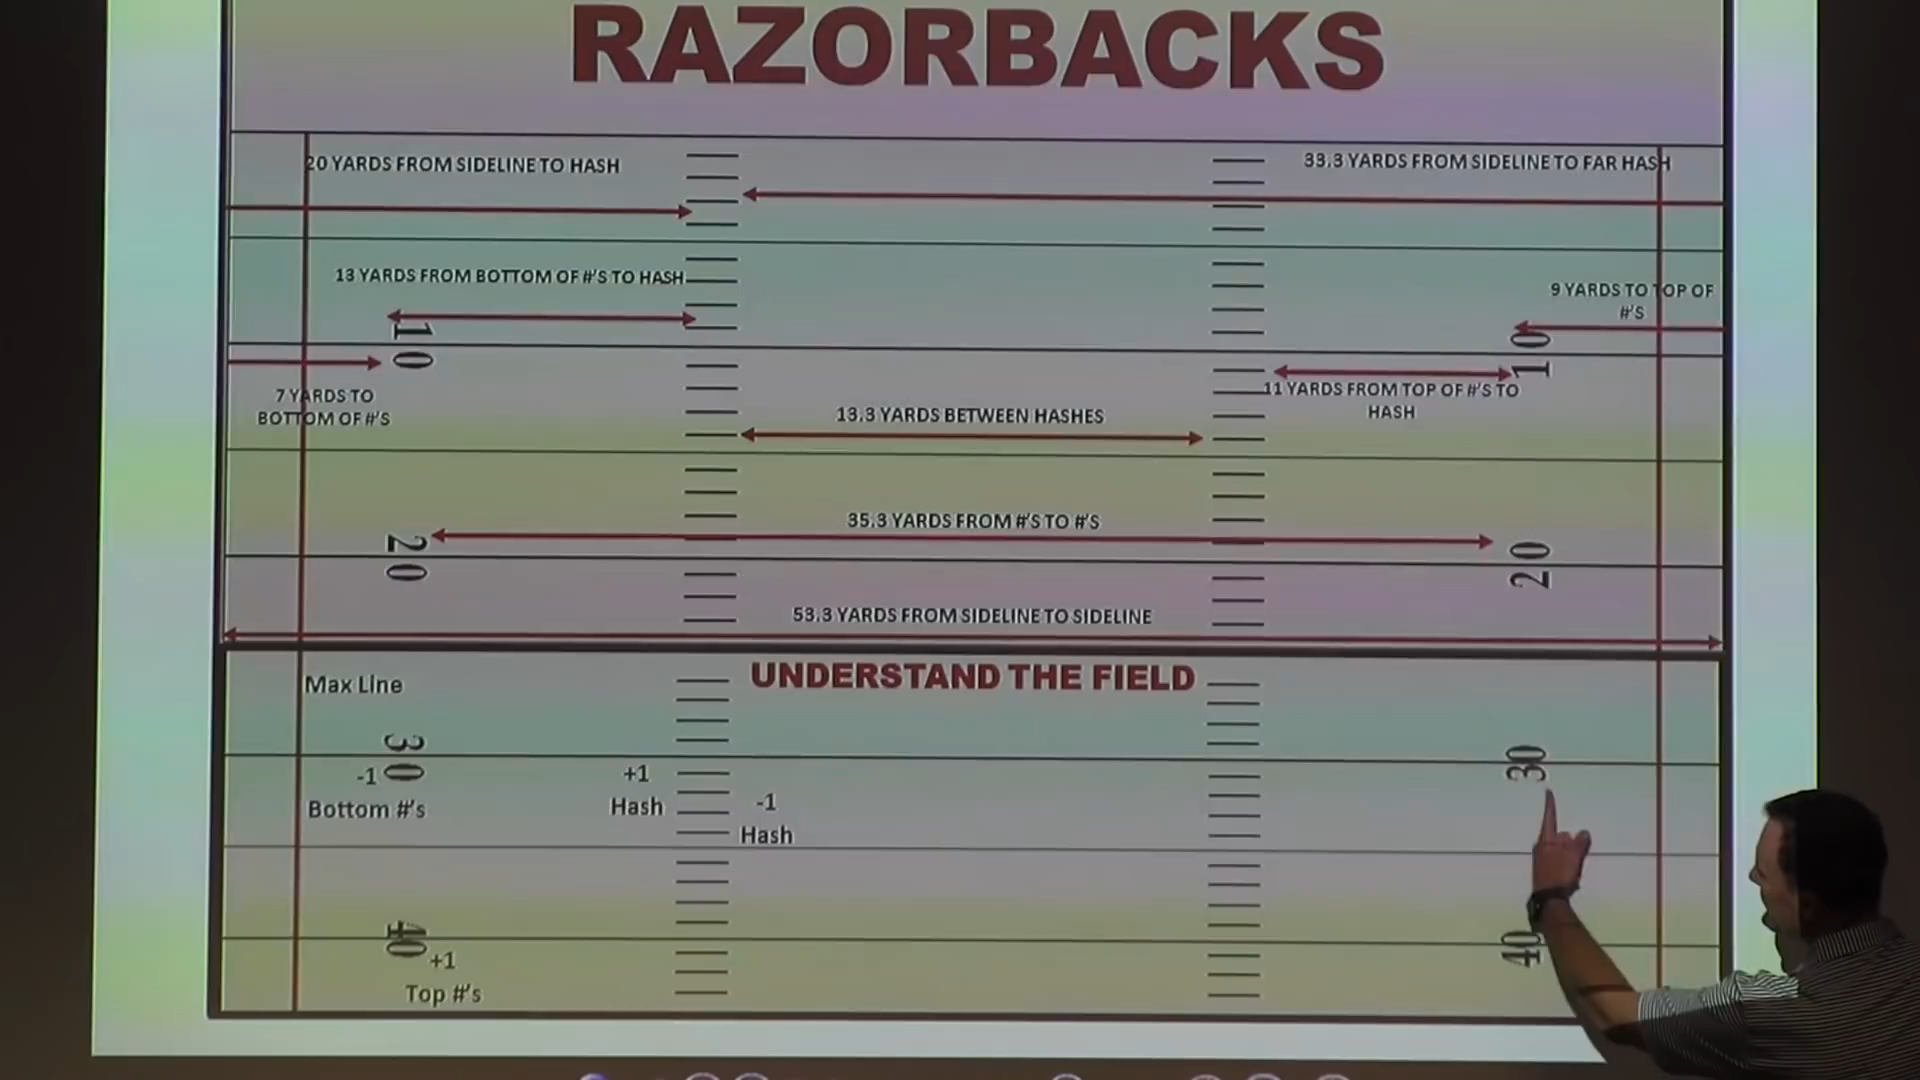 RAZORBACKS
20 YARDS FROM SIDELINE TO HASH
33.3 YARDS FROM SIDELINE TO FAR HASH
13 YARDS FROM BOTTOM OF #'S TO HASH
9 YARDS TO TOP OF
#'S
10
10
7 YARDS TO
BOTTOM OF #'S
11 YARDS FROM TOP OF #'S TO
HASH
13.3 YARDS BETWEEN HASHES
35.3 YARDS FROM #'S TO #'S
20
20
53.3 YARDS FROM SIDELINE TO SIDELINE
UNDERSTAND THE FIELD
Max Line
30
30
-1
Bottom #'s
+1
Hash
-1
Hash
40
40
+1
Top #'s